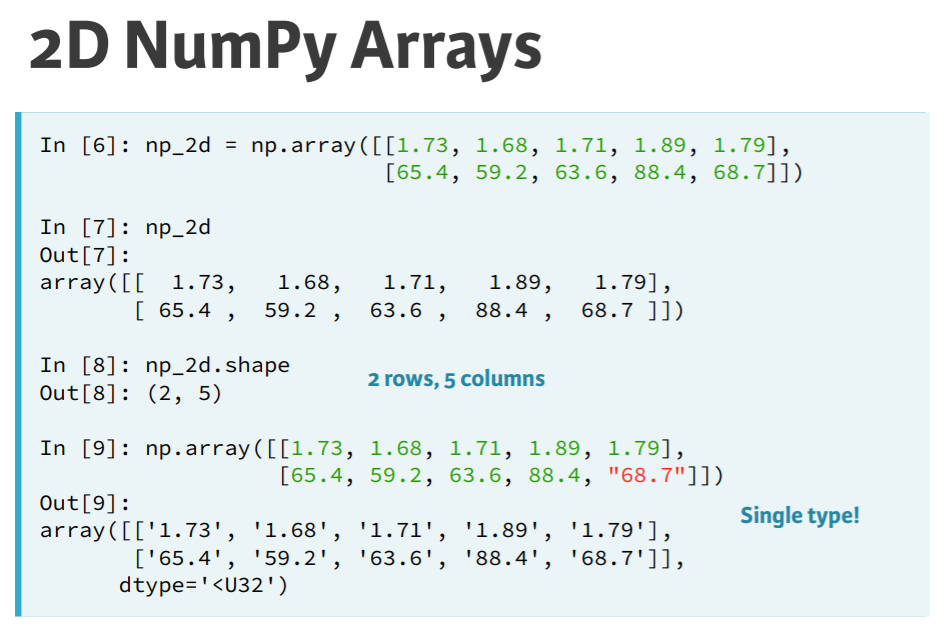 2D NumPy Arrays
In [6]: np_2d = np.array([[1.73, 1.68, 1.71, 1.89, 1.79],
[65.4, 59.2, 63.6, 88.4, 68.7]])
In [7]: np_2d
Out[7]:
array([[ 1.73, 1.68, 1.71, 1.89, 1.79],
[ 65.4 , 59.2 , 63.6 , 88.4 , 68.7 ]])
In [8]: np_2d.shape
Out[8]: (2, 5)
2 rows, 5 columns
In [9]: np.array([[1.73, 1.68, 1.71, 1.89, 1.79],
[65.4, 59.2, 63.6, 88.4, "68.7"]])
Out[9]:
array([['1.73', '1.68', '1.71', '1.89', '1.79'],
['65.4', '59.2', '63.6', '88.4', '68.7']],
dtype='<U32')
Single type!